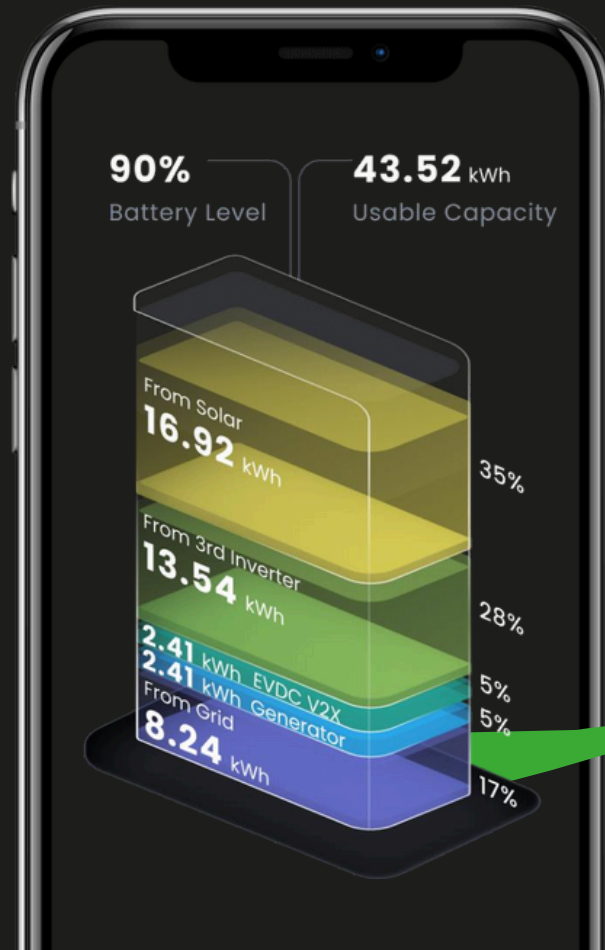 90%
Battery Level
43.52 kWh
Usable Capacity
From Solar
16.92 kWh
35%
From 3rd Inverter
13.54 kWh
28%
2.41 kWh EVDC V2X
5%
2.41 kWh Generator
5%
From Grid
8.24 kWh
17%